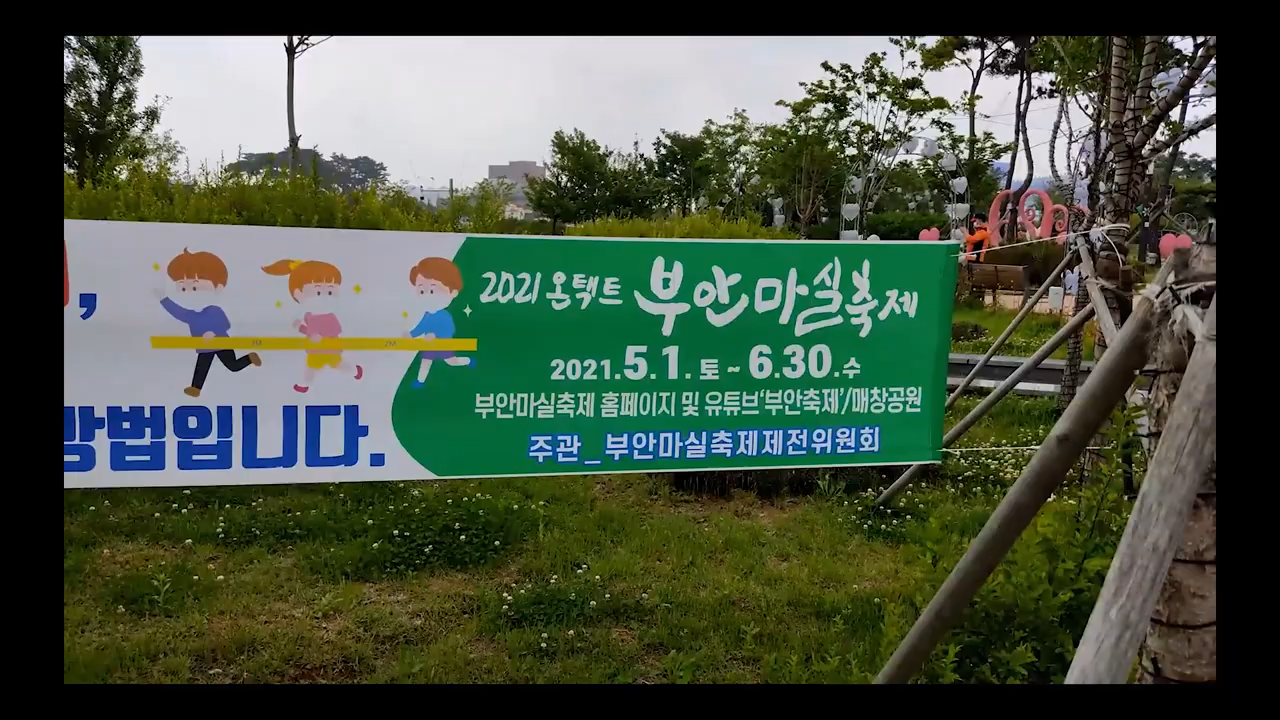 2021 온택트 부안마실축제
2021.5.1.토~6.30.수
부안마실축제 홈페이지 및 유튜브'부안축제'/매창공원
주관_부안마실축제제전위원회
방법입니다.